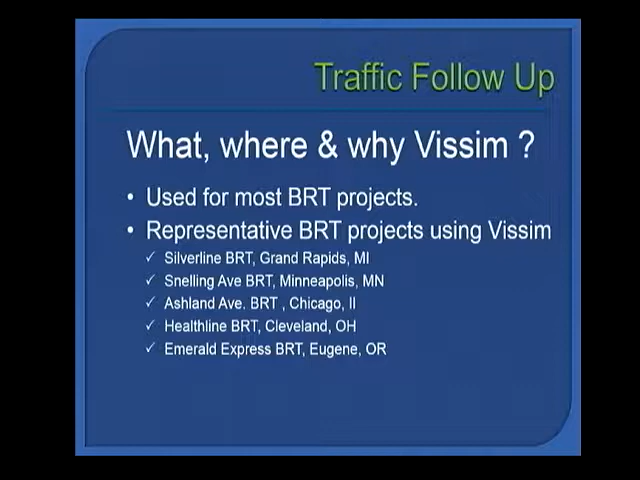 Traffic Follow Up
What, where & why Vissim ?
• Used for most BRT projects.
• Representative BRT projects using Vissim
✓ Silverline BRT, Grand Rapids, MI
✓ Snelling Ave BRT, Minneapolis, MN
✓ Ashland Ave. BRT , Chicago, Il
✓ Healthline BRT, Cleveland, OH
✓ Emerald Express BRT, Eugene, OR